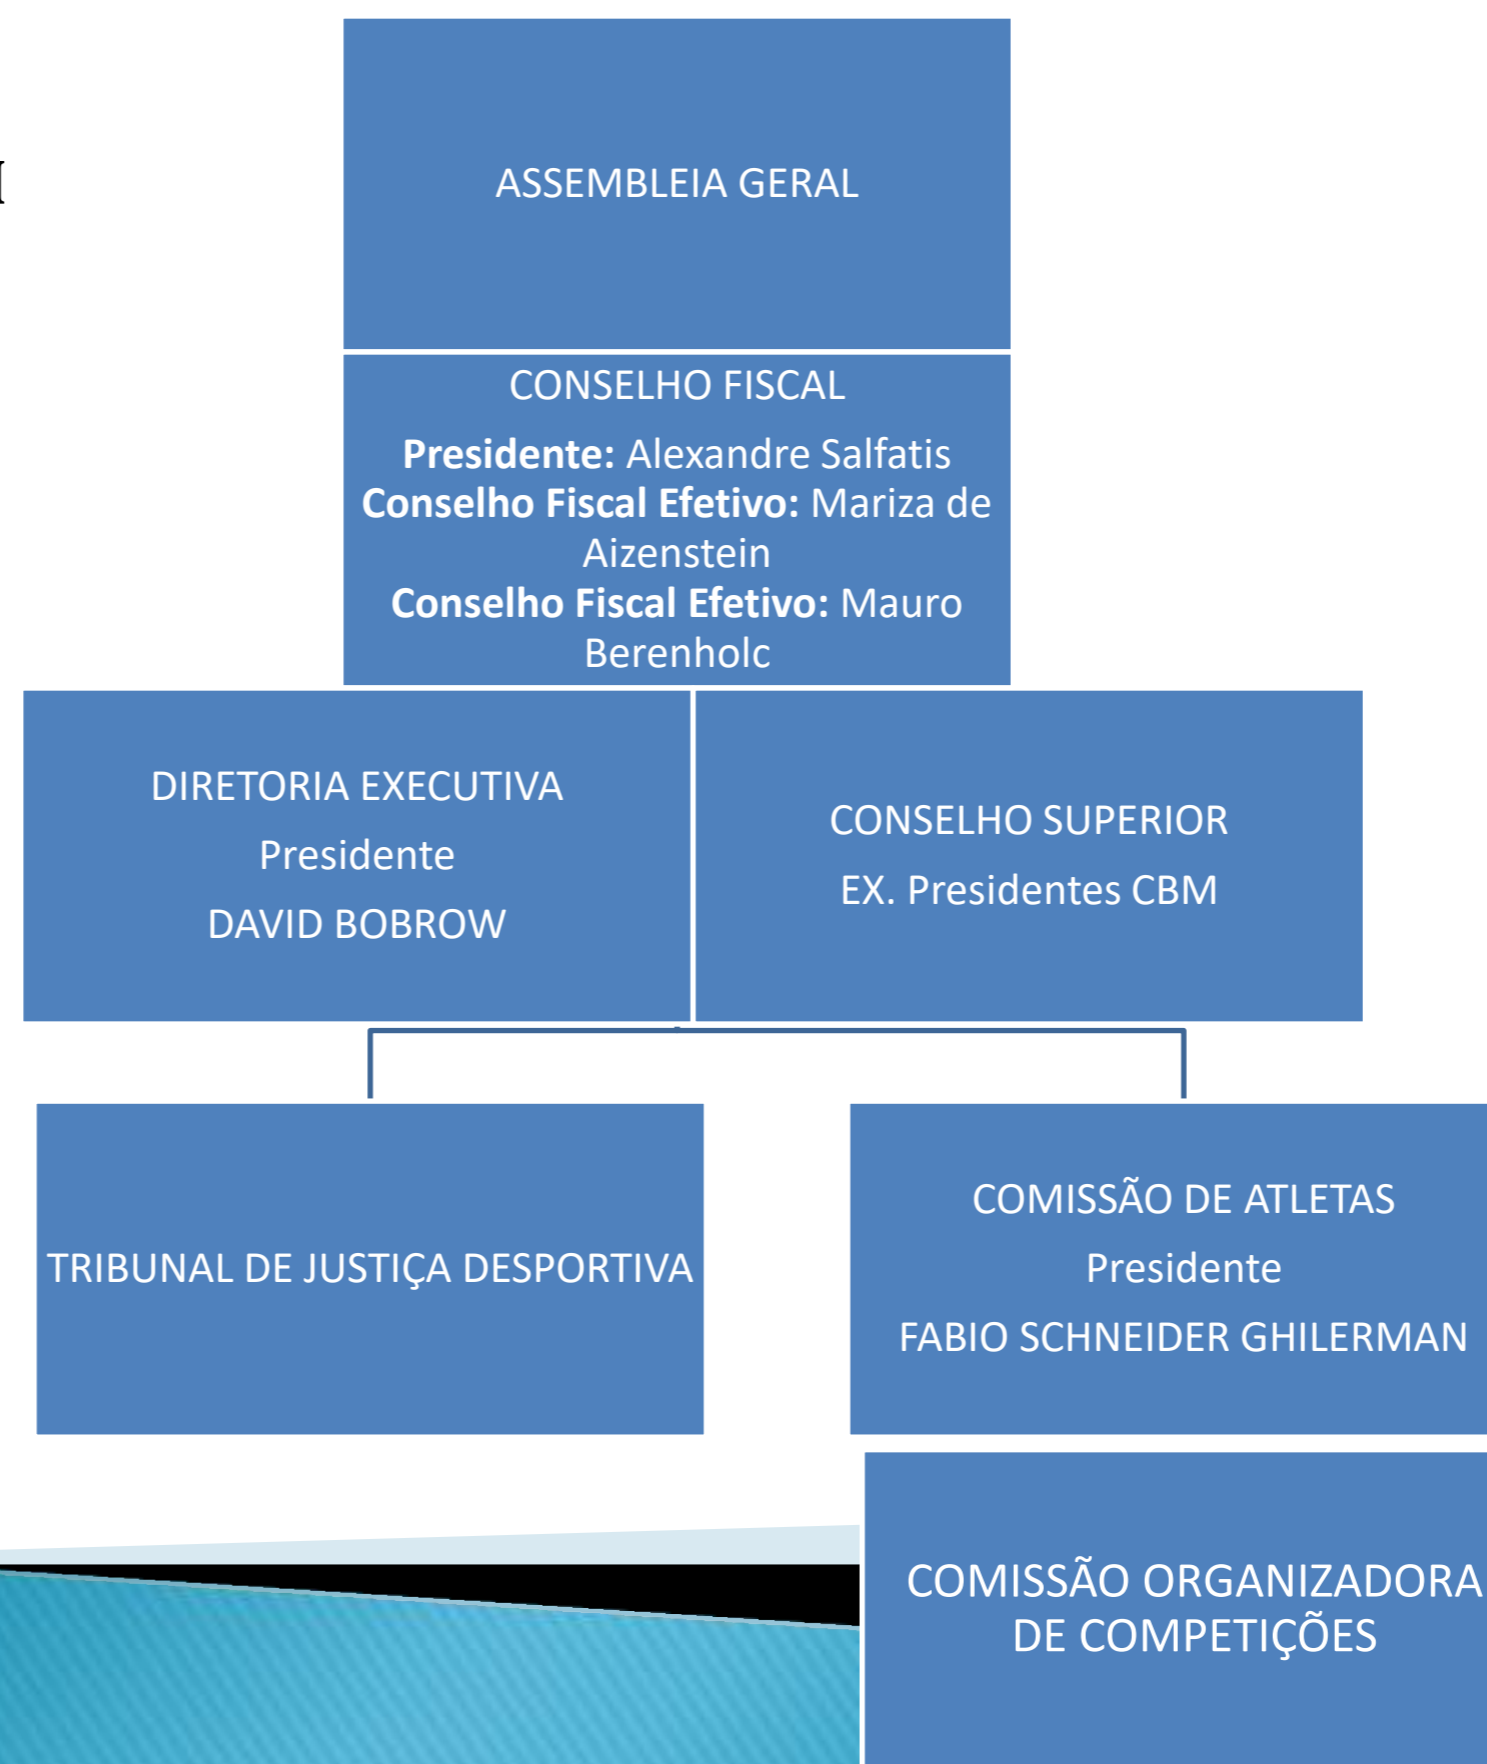 ASSEMBLEIA GERAL
CONSELHO FISCAL
Presidente: Alexandre Salfatis
Conselho Fiscal Efetivo: Mariza de
Aizenstein
Conselho Fiscal Efetivo: Mauro
Berenholc
DIRETORIA EXECUTIVA
Presidente
DAVID BOBROW
CONSELHO SUPERIOR
EX. Presidentes CBM
TRIBUNAL DE JUSTIÇA DESPORTIVA
COMISSÃO DE ATLETAS
Presidente
FABIO SCHNEIDER GHILERMAN
COMISSÃO ORGANIZADORA
DE COMPETIÇÕES